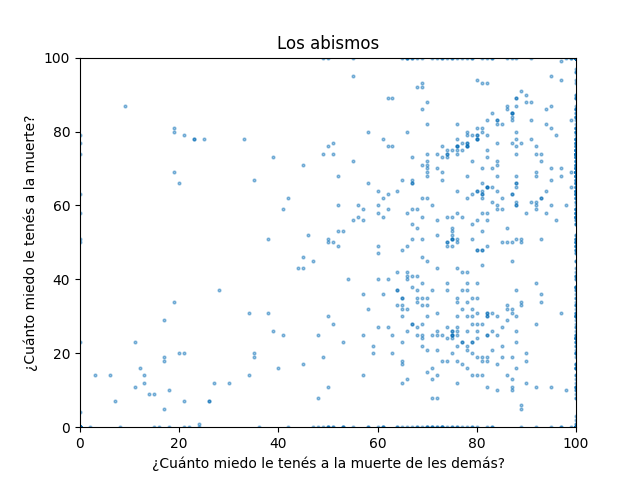 Los abismos
100
80
60
40
20
0
¿Cuánto miedo le tenés a la muerte?
0 20 40 60 80 100
¿Cuánto miedo le tenés a la muerte de les demás?